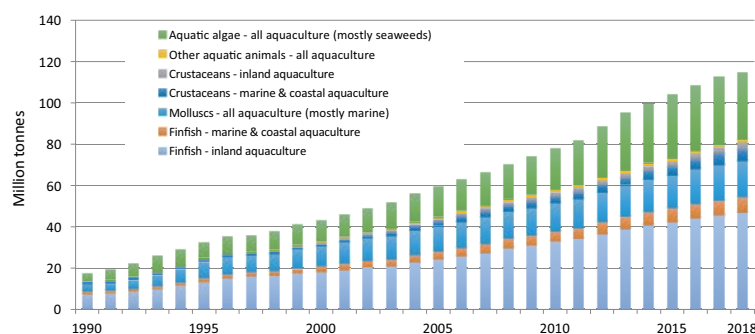 140
120
100
80
60
40
20
0
Million tonnes
Aquatic algae - all aquaculture (mostly seaweeds)
Other aquatic animals - all aquaculture
Crustaceans - inland aquaculture
Crustaceans - marine & coastal aquaculture
Molluscs - all aquaculture (mostly marine)
Finfish - marine & coastal aquaculture
Finfish - inland aquaculture
1990 1995 2000 2005 2010 2015 2018